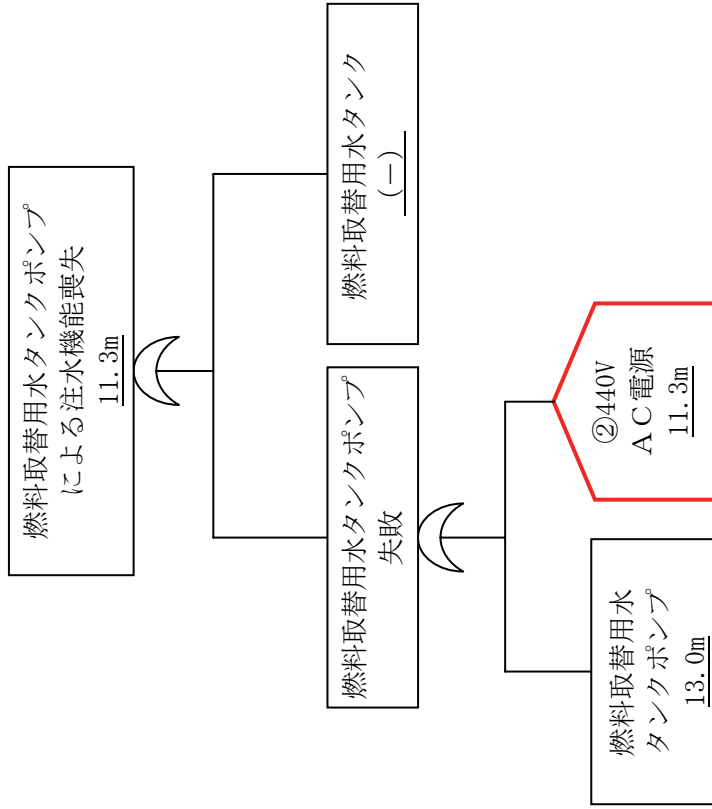 燃料取替用水タンクポンプ
による注水機能喪失
11.3m
燃料取替用水タンクポンプ
失敗
燃料取替用水タンク
(－)
燃料取替用水
タンクポンプ
13.0m
②440V
ＡＣ電源
11.3m